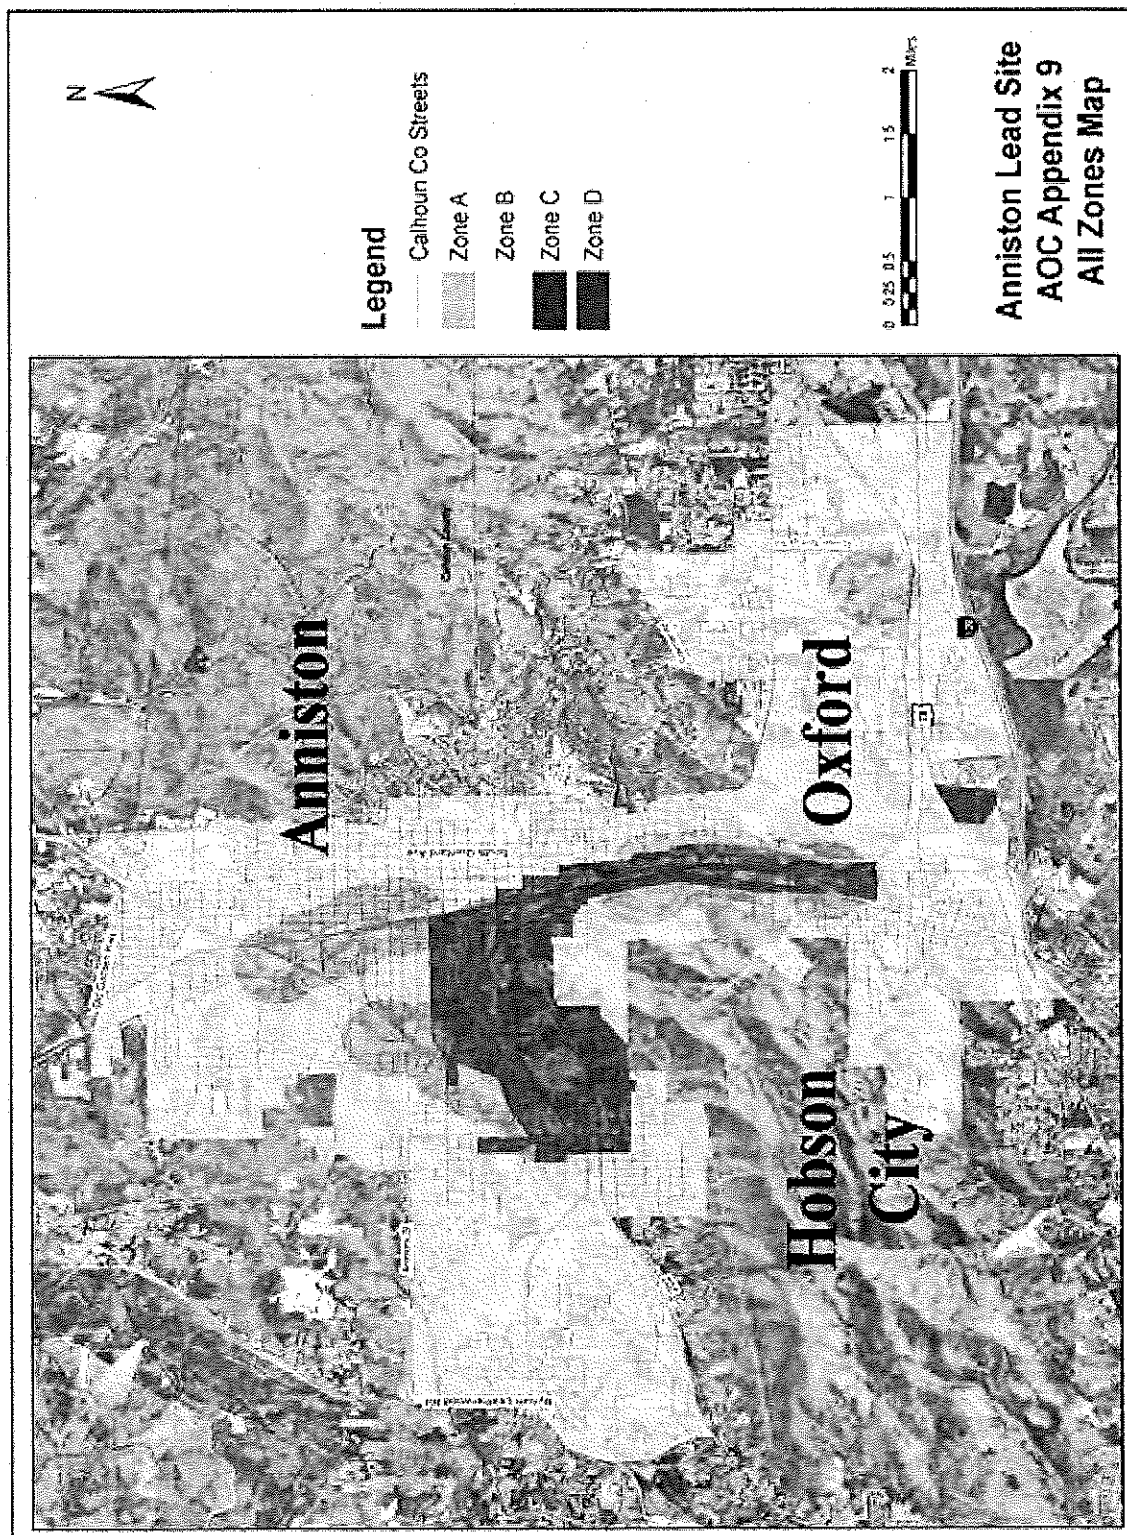 N
Legend
Calhoun Co Streets
Zone A
Zone B
Zone C
Zone D
0 0.25 0.5 1 1.5 2
Miles
Anniston Lead Site
AOC Appendix 9
All Zones Map
Anniston
Oxford
Hobson
City